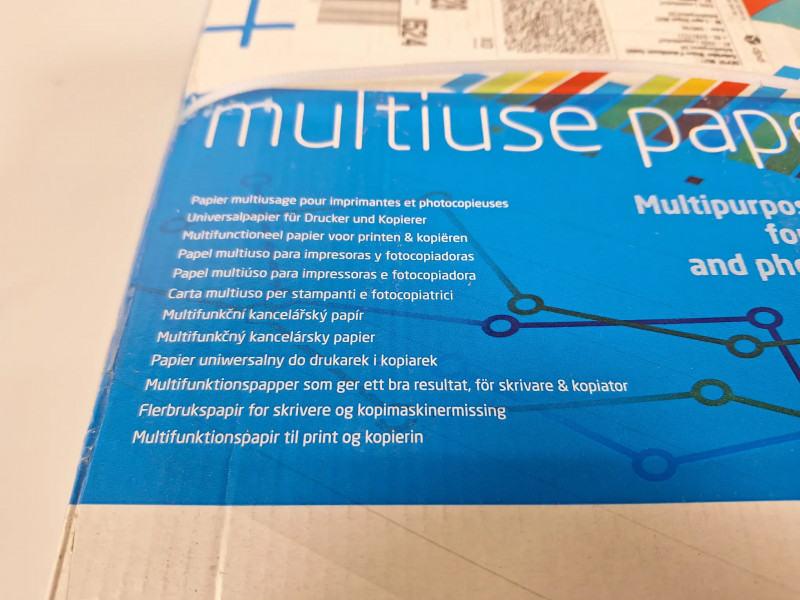 624
multiuse pape
Papier multiusage pour imprimantes et photocopieuses
Universalpapier für Drucker und Kopierer
Multifunctioneel papier voor printen & kopiëren
Papel multiuso para impresoras y fotocopiadoras
Papel multiúso para impressoras e fotocopiadora
Carta multiuso per stampanti e fotocopiatrici
Multifunkční kancelářský papír
Multifunkčný kancelársky papier
Papier uniwersalny do drukarek i kopiarek
Multifunktionspapper som ger ett bra resultat, för skrivare & kopiator
Flerbrukspapir for skrivere og kopimaskinermissing
Multifunktionspapir til print og kopierin
Multipurpos
for
and pho